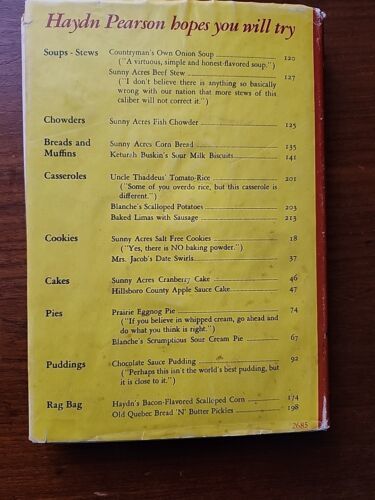 Haydn Pearson hopes you will try
Soups - Stews Countryman's Own Onion Soup 120
("A virtuous, simple and honest-flavored soup.")
Sunny Acres Beef Stew 127
("I don't believe there is anything so basically
wrong with our nation that more stews of this
caliber will not correct it.")
Chowders Sunny Acres Fish Chowder 125
Breads and Sunny Acres Corn Bread 135
Muffins Keturah Buskin's Sour Milk Biscuits 141
Casseroles Uncle Thaddeus' Tomato-Rice 201
("Some of you overdo rice, but this casserole is
different.")
Blanche's Scalloped Potatoes 203
Baked Limas with Sausage 213
Cookies Sunny Acres Salt Free Cookies 18
("Yes, there is NO baking powder.")
Mrs. Jacob's Date Swirls 37
Cakes Sunny Acres Cranberry Cake 46
Hillsboro County Apple Sauce Cake 47
Pies Prairie Eggnog Pie 74
("If you believe in whipped cream, go ahead and
do what you think is right.")
Blanche's Scrumptious Sour Cream Pie 67
Puddings Chocolate Sauce Pudding 92
("Perhaps this isn't the world's best pudding, but
it is close to it.")
Rag Bag Haydn's Bacon-Flavored Scalloped Corn 174
Old Quebec Bread 'N' Butter Pickles 198
2685